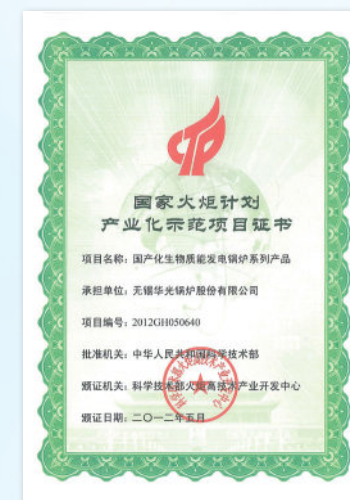 CTP
国家火炬计划
产业化示范项目证书
项目名称：国产化生物质能发电锅炉系列产品
承担单位：无锡华光锅炉股份有限公司
项目编号：2012GH050640
批准机关：中华人民共和国科学技术部
颁证机关：科学技术部火炬高技术产业开发中心
颁证日期：二〇一二年五月